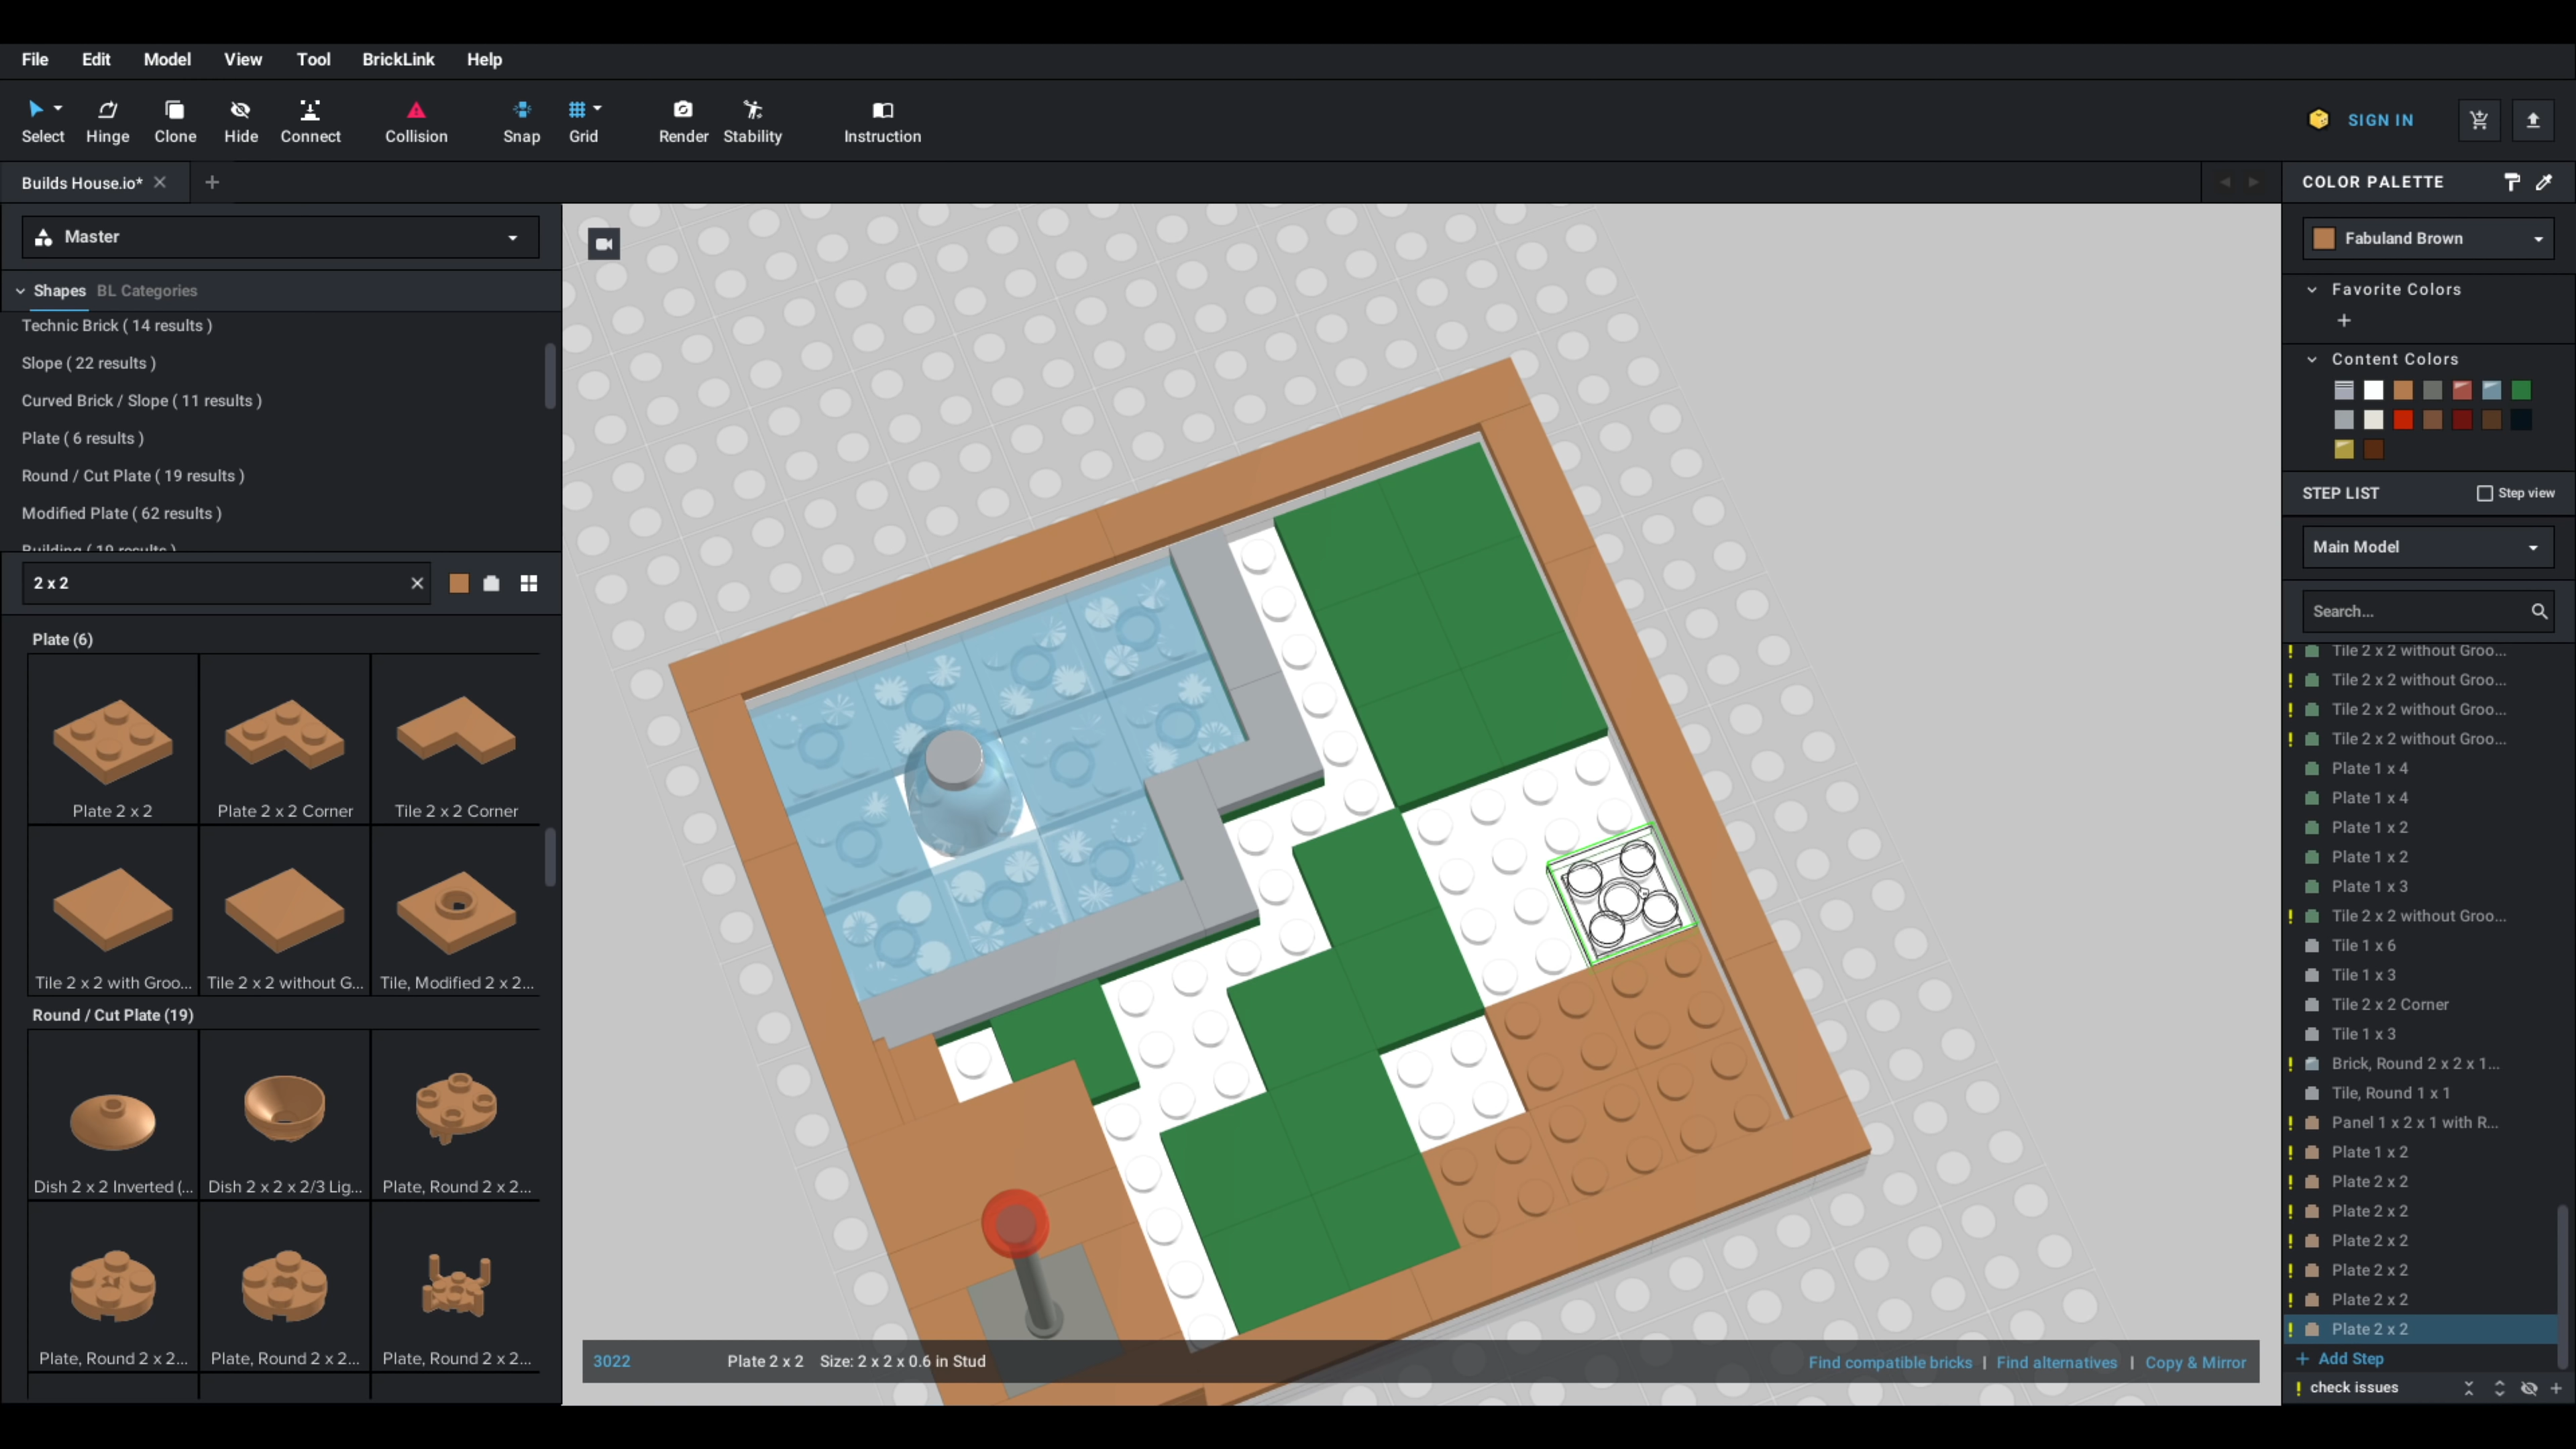 File Edit Model View Tool BrickLink Help
Select Hinge Clone Hide Connect Collision Snap Grid Render Stability Instruction
SIGN IN
Builds House.io*
Master
Shapes BL Categories
Technic Brick ( 14 results )
Slope ( 22 results )
Curved Brick / Slope ( 11 results )
Plate ( 6 results )
Round / Cut Plate ( 19 results )
Modified Plate ( 62 results )
Building ( 19 results )
2 x 2
Plate (6)
Plate 2 x 2 Plate 2 x 2 Corner Tile 2 x 2 Corner
Tile 2 x 2 with Groo... Tile 2 x 2 without G... Tile, Modified 2 x 2...
Round / Cut Plate (19)
Dish 2 x 2 Inverted (... Dish 2 x 2 x 2/3 Lig... Plate, Round 2 x 2...
Plate, Round 2 x 2... Plate, Round 2 x 2... Plate, Round 2 x 2...
3022 Plate 2 x 2 Size: 2 x 2 x 0.6 in Stud
Find compatible bricks | Find alternatives | Copy & Mirror
COLOR PALETTE
Fabuland Brown
Favorite Colors
+
Content Colors
STEP LIST Step view
Main Model
Search...
! Tile 2 x 2 without Groo...
! Tile 2 x 2 without Groo...
! Tile 2 x 2 without Groo...
! Tile 2 x 2 without Groo...
Plate 1 x 4
Plate 1 x 4
Plate 1 x 2
Plate 1 x 2
Plate 1 x 3
! Tile 2 x 2 without Groo...
Tile 1 x 6
Tile 1 x 3
Tile 2 x 2 Corner
Tile 1 x 3
! Brick, Round 2 x 2 x 1...
Tile, Round 1 x 1
! Panel 1 x 2 x 1 with R...
! Plate 1 x 2
! Plate 2 x 2
! Plate 2 x 2
! Plate 2 x 2
! Plate 2 x 2
! Plate 2 x 2
! Plate 2 x 2
+ Add Step
! check issues